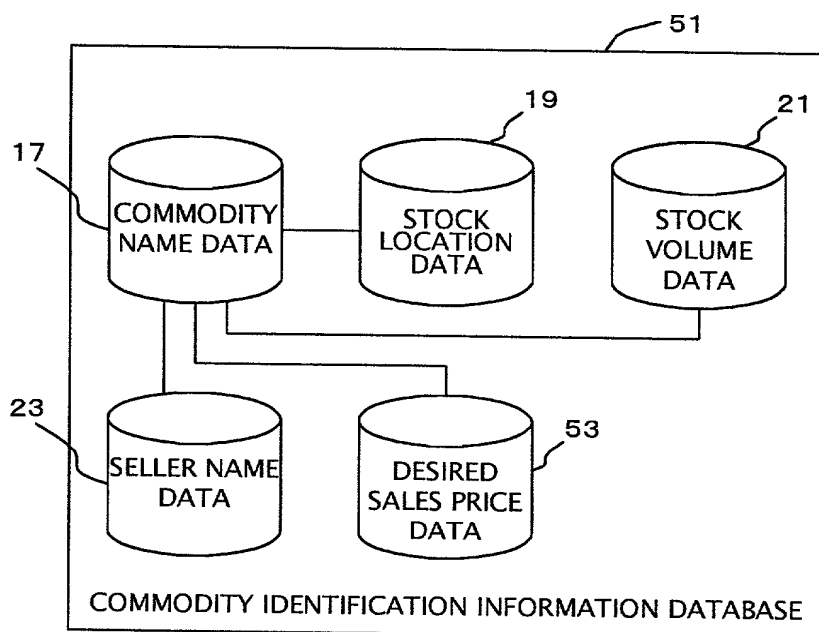 51
17
COMMODITY
NAME DATA
19
STOCK
LOCATION
DATA
21
STOCK
VOLUME
DATA
23
SELLER NAME
DATA
53
DESIRED
SALES PRICE
DATA
COMMODITY IDENTIFICATION INFORMATION DATABASE